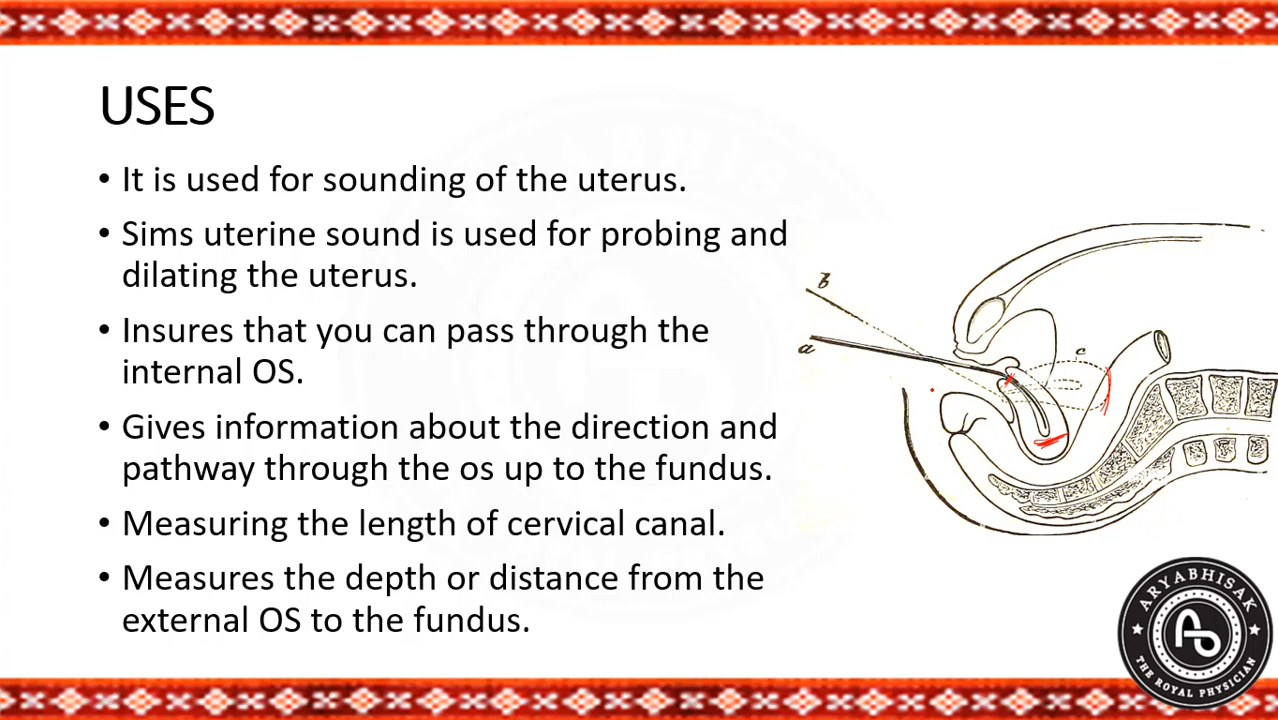 USES
• It is used for sounding of the uterus.
• Sims uterine sound is used for probing and
dilating the uterus.
• Insures that you can pass through the
internal OS.
• Gives information about the direction and
pathway through the os up to the fundus.
• Measuring the length of cervical canal.
• Measures the depth or distance from the
external OS to the fundus.
b
a
c
ARYABHISAK
THE ROYAL PHYSICIAN